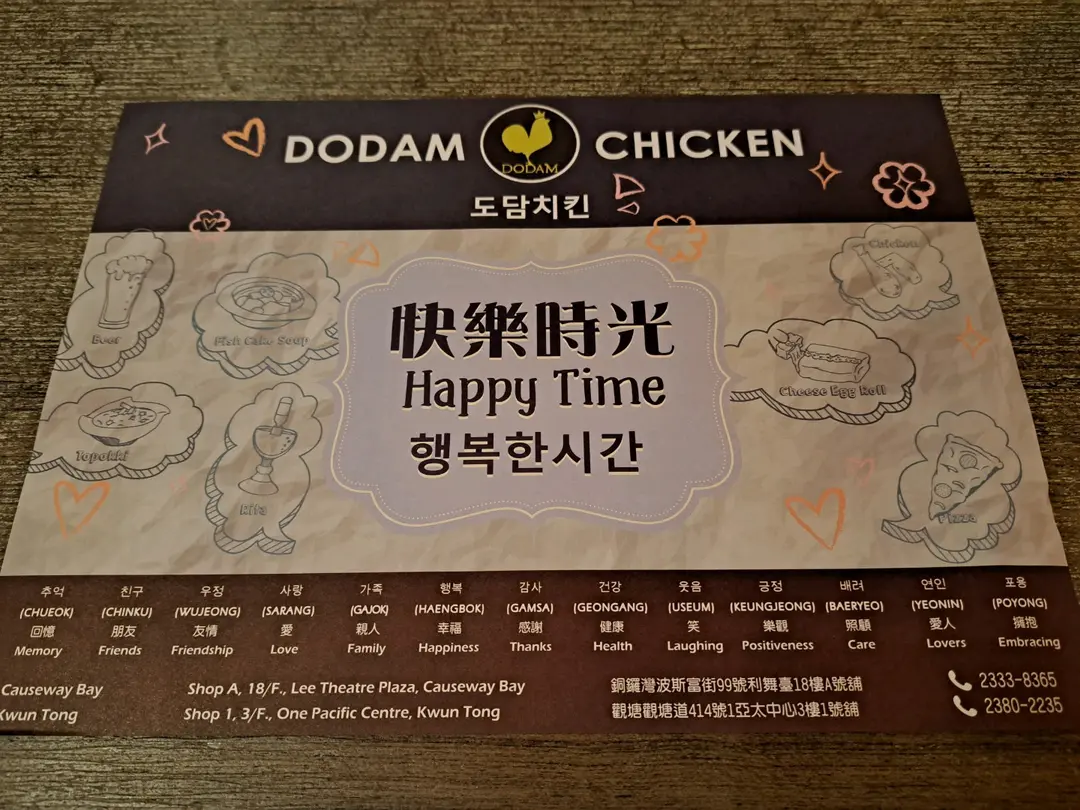 DODAM CHICKEN
DODAM
도담치킨
Beer
Fish Cake Soup
Chicken
快樂時光
Happy Time
행복한시간
Cheese Egg Roll
Topokki
Pizza
추억 친구 우정 사랑 가족 행복 감사 건강 웃음 긍정 배려 연인 포옹
(CHUEOK) (CHINKU) (WUJEONG) (SARANG) (GAJOK) (HAENGBOK) (GAMSA) (GEONGANG) (USEUM) (KEUNGJEONG) (BAERYEO) (YEONIN) (POYONG)
回憶 朋友 友情 愛 親人 幸福 感謝 健康 笑 樂觀 照顧 愛人 擁抱
Memory Friends Friendship Love Family Happiness Thanks Health Laughing Positiveness Care Lovers Embracing
Causeway Bay Shop A, 18/F., Lee Theatre Plaza, Causeway Bay 銅鑼灣波斯富街99號利舞臺18樓A號舖 2333-8365
Kwun Tong Shop 1, 3/F., One Pacific Centre, Kwun Tong 觀塘觀塘道414號1亞太中心3樓1號舖 2380-2235